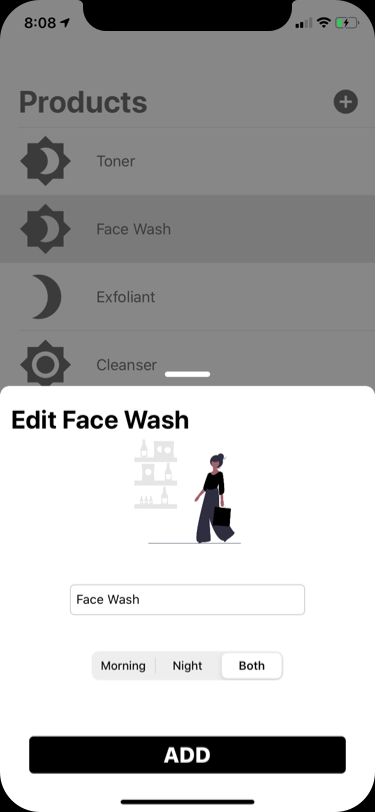 8:08
Products
Toner
Face Wash
Exfoliant
Cleanser
Edit Face Wash
Face Wash
Morning Night Both
ADD